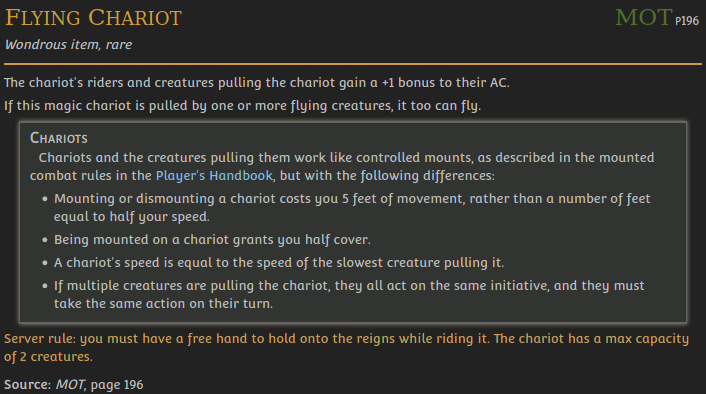 Flying Chariot MOT P196
Wondrous item, rare
The chariot's riders and creatures pulling the chariot gain a +1 bonus to their AC.
If this magic chariot is pulled by one or more flying creatures, it too can fly.
Chariots
Chariots and the creatures pulling them work like controlled mounts, as described in the mounted
combat rules in the Player's Handbook, but with the following differences:
• Mounting or dismounting a chariot costs you 5 feet of movement, rather than a number of feet
equal to half your speed.
• Being mounted on a chariot grants you half cover.
• A chariot's speed is equal to the speed of the slowest creature pulling it.
• If multiple creatures are pulling the chariot, they all act on the same initiative, and they must
take the same action on their turn.
Server rule: you must have a free hand to hold onto the reigns while riding it. The chariot has a max capacity
of 2 creatures.
Source: MOT, page 196